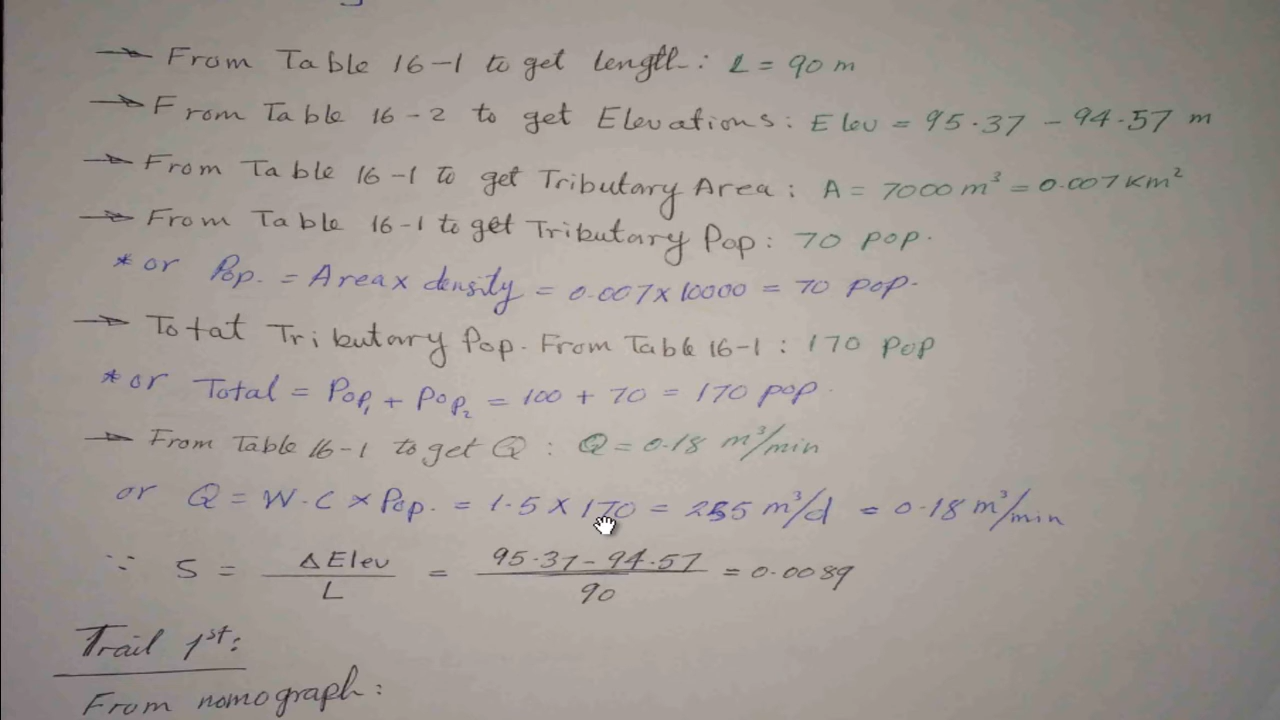 → From Table 16-1 to get length: L = 90 m
→ From Table 16-2 to get Elevations: Elev = 95.37 - 94.57 m
→ From Table 16-1 to get Tributary Area: A = 7000 m³ = 0.007 Km²
→ From Table 16-1 to get Tributary Pop: 70 pop.
* or Pop. = Area x density = 0.007 x 10000 = 70 pop.
→ Totat Tributary Pop. From Table 16-1: 170 pop
* or Total = Pop₁ + Pop₂ = 100 + 70 = 170 pop.
→ From Table 16-1 to get Q: Q = 0.18 m³/min
or Q = W.C x Pop. = 1.5 x 170 = 255 m³/d = 0.18 m³/min
∵ S = ΔElev / L = 95.37 - 94.57 / 90 = 0.0089
Trail 1st:
From nomograph: